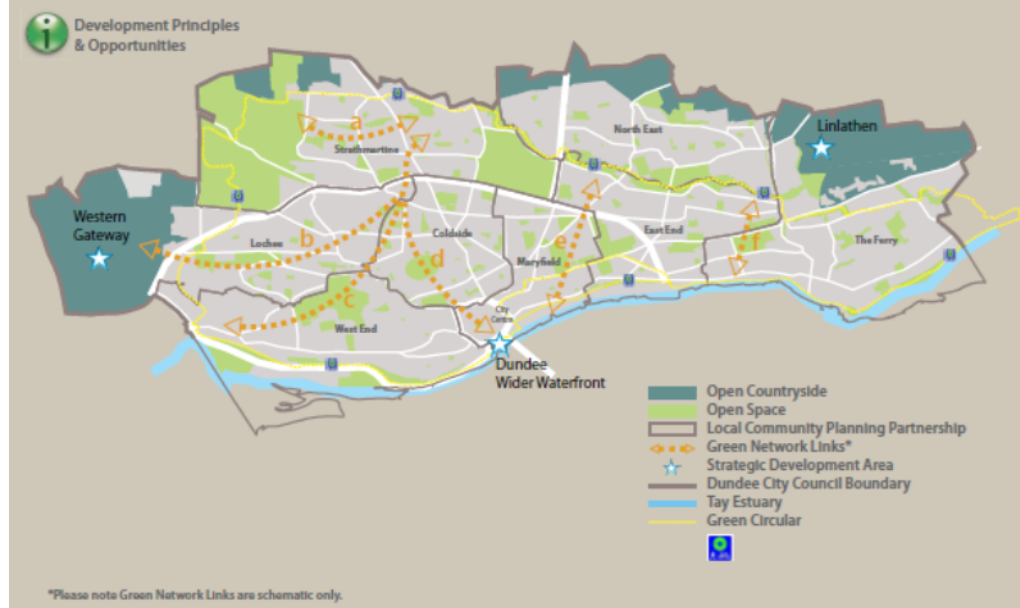 i
Development Principles
& Opportunities
Linlathen
North East
a
Strathmartine
Western
Gateway
b
Lochee
Coldside
d
e
East End
f
The Ferry
Maryfield
c
West End
City
Centre
Dundee
Wider Waterfront
Open Countryside
Open Space
Local Community Planning Partnership
Green Network Links*
Strategic Development Area
Dundee City Council Boundary
Tay Estuary
Green Circular
*Please note Green Network Links are schematic only.